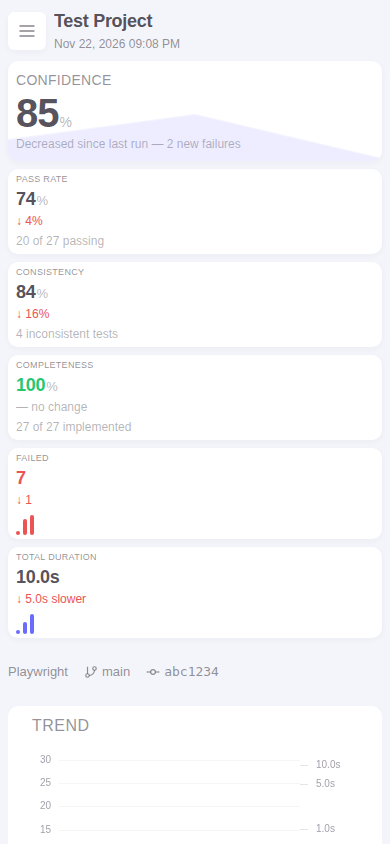 Test Project
Nov 22, 2026 09:08 PM
CONFIDENCE
85%
Decreased since last run — 2 new failures
PASS RATE
74%
↓ 4%
20 of 27 passing
CONSISTENCY
84%
↓ 16%
4 inconsistent tests
COMPLETENESS
100%
— no change
27 of 27 implemented
FAILED
7
↓ 1
TOTAL DURATION
10.0s
↓ 5.0s slower
Playwright main abc1234
TREND
30 10.0s
25 5.0s
20
15 1.0s